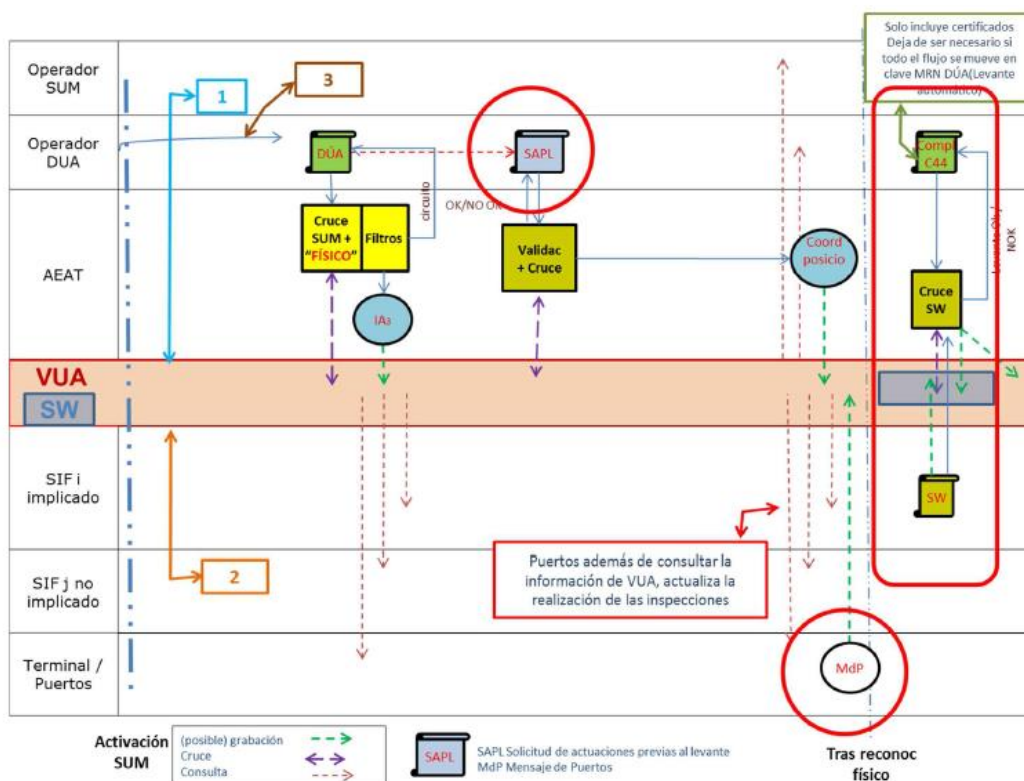 Solo incluye certificados
Deja de ser necesario si
todo el flujo se mueve en
clave MRN DÚA(Levante
automático)
Operador
SUM
1
3
Operador
DUA
DÚA
SAPL
Compl
C44
circuito
OK/NO OK
NOK
AEAT
Cruce
SUM +
"FÍSICO"
Filtros
Validac
+ Cruce
Coord
posicio
IAs
Cruce
SW
VUA
SW
SIF i
implicado
SW
Puertos además de consultar la
información de VUA, actualiza la
realización de las inspecciones
SIF j no
implicado
2
Terminal /
Puertos
MdP
Activación
SUM
(posible) grabación
Cruce
Consulta
SAPL
SAPL Solicitud de actuaciones previas al levante
MdP Mensaje de Puertos
Tras reconoc
físico